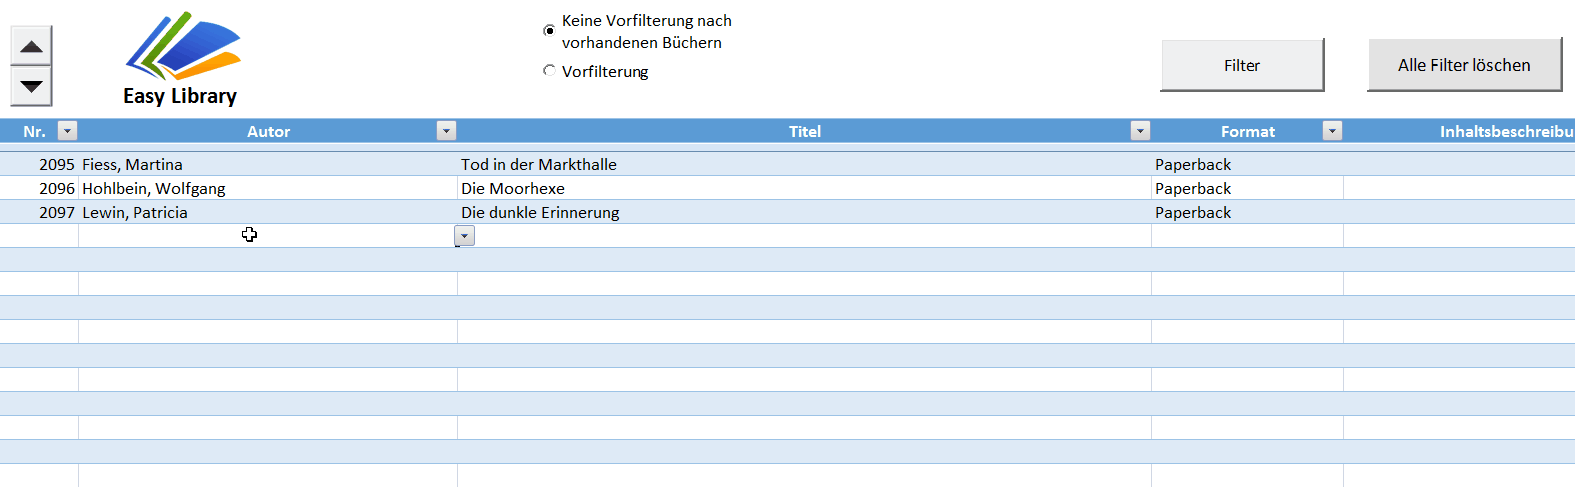 Keine Vorfilterung nach
vorhandenen Büchern
Vorfilterung
Filter
Alle Filter löschen
Easy Library
Nr. Autor Titel Format Inhaltsbeschreibu
2095 Fiess, Martina Tod in der Markthalle Paperback
2096 Hohlbein, Wolfgang Die Moorhexe Paperback
2097 Lewin, Patricia Die dunkle Erinnerung Paperback